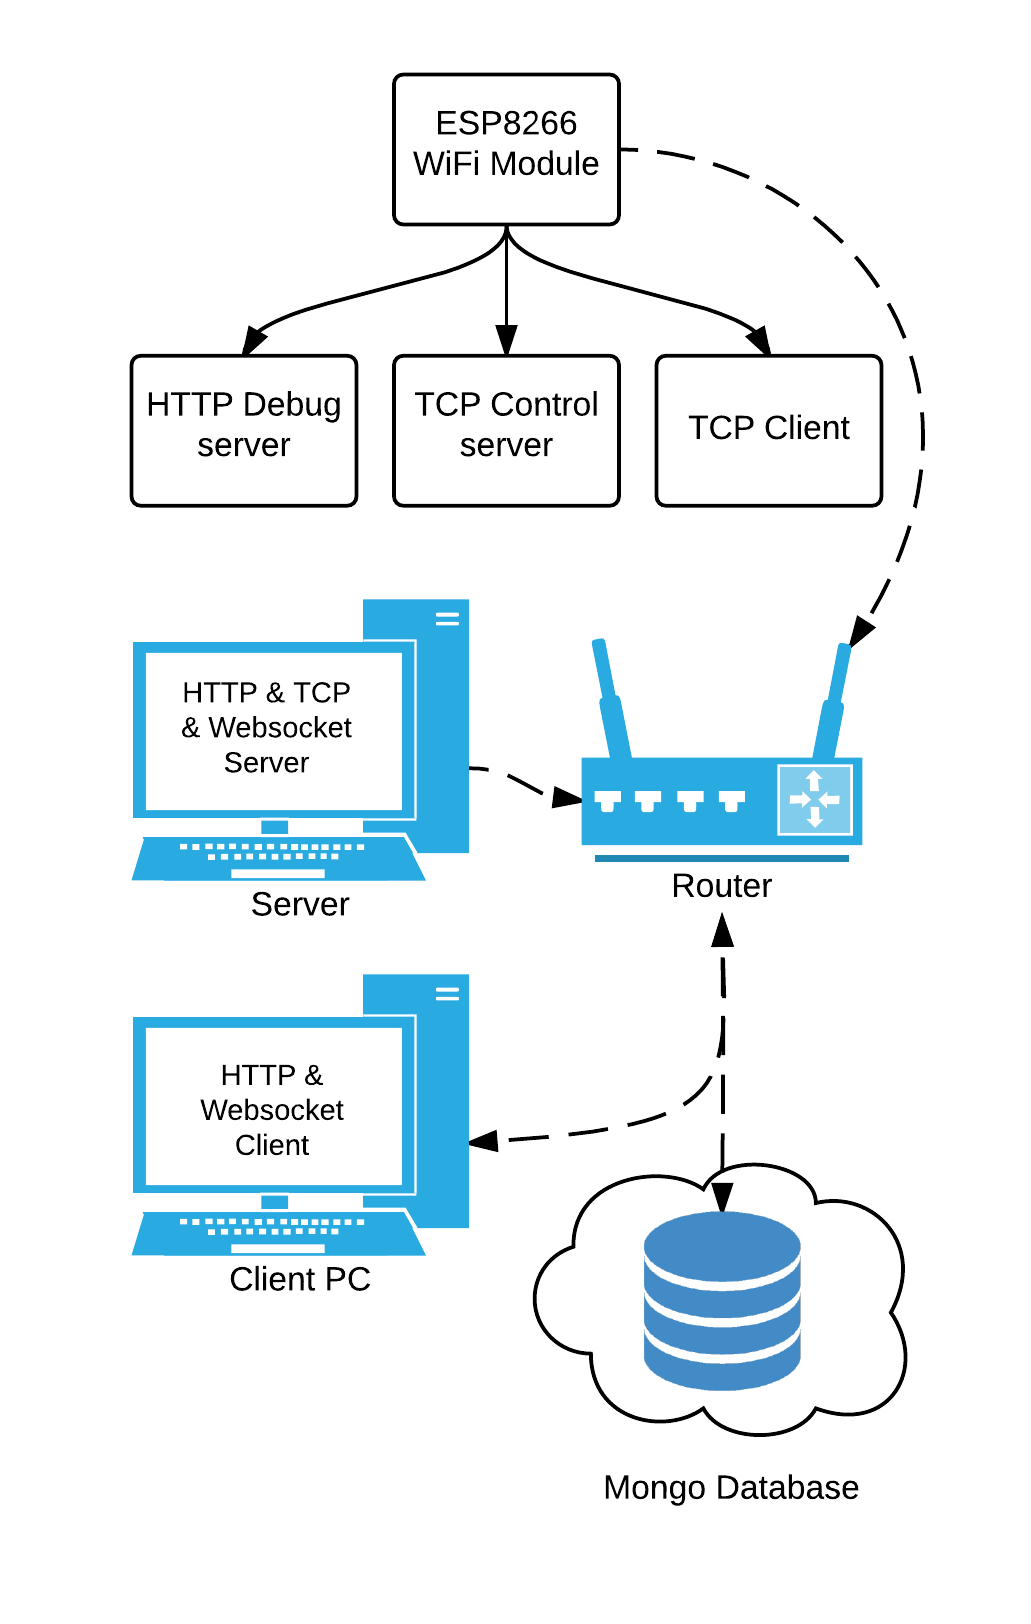 ESP8266
WiFi Module
HTTP Debug
server
TCP Control
server
TCP Client
HTTP & TCP
& Websocket
Server
Server
Router
HTTP &
Websocket
Client
Client PC
Mongo Database